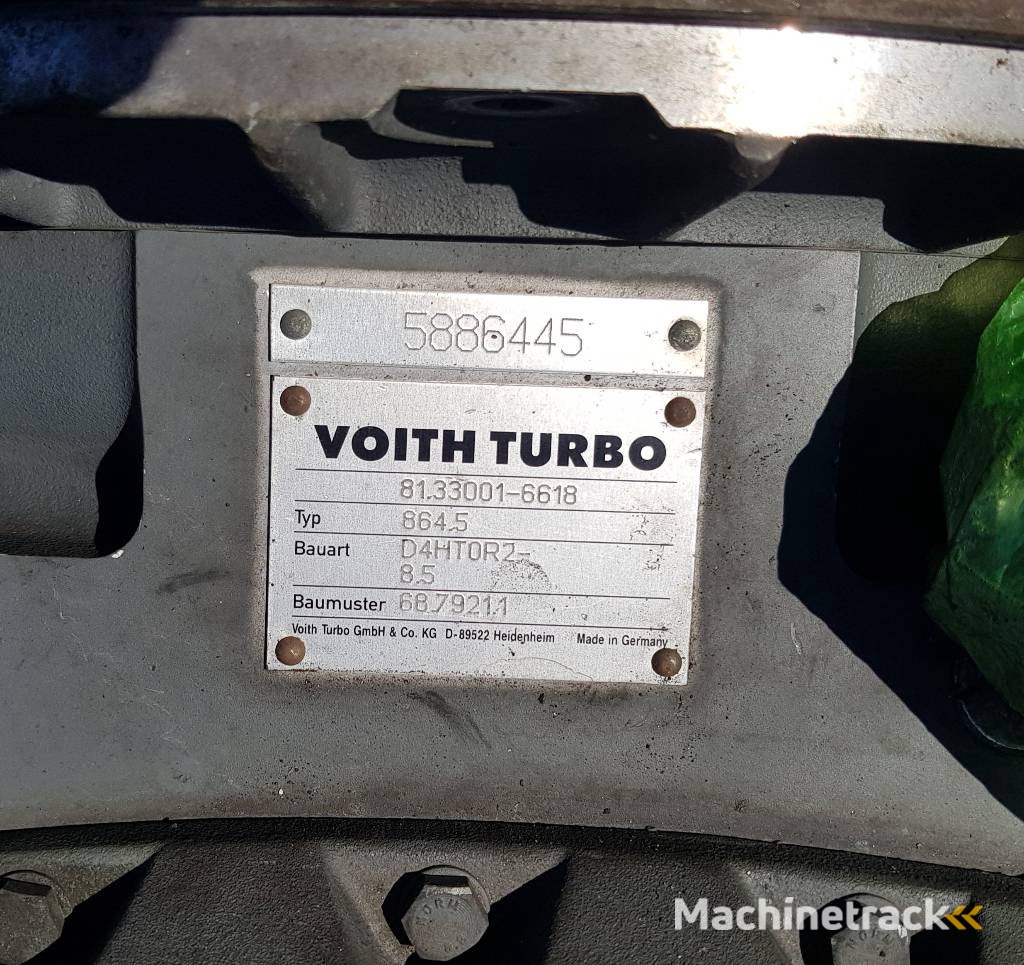 5886445
VOITH TURBO
81.33001-6618
Typ 864.5
Bauart D4HTOR2-
8.5
Baumuster 68.7921.1
Voith Turbo GmbH & Co. KG D-89522 Heidenheim Made in Germany
Machinetrack